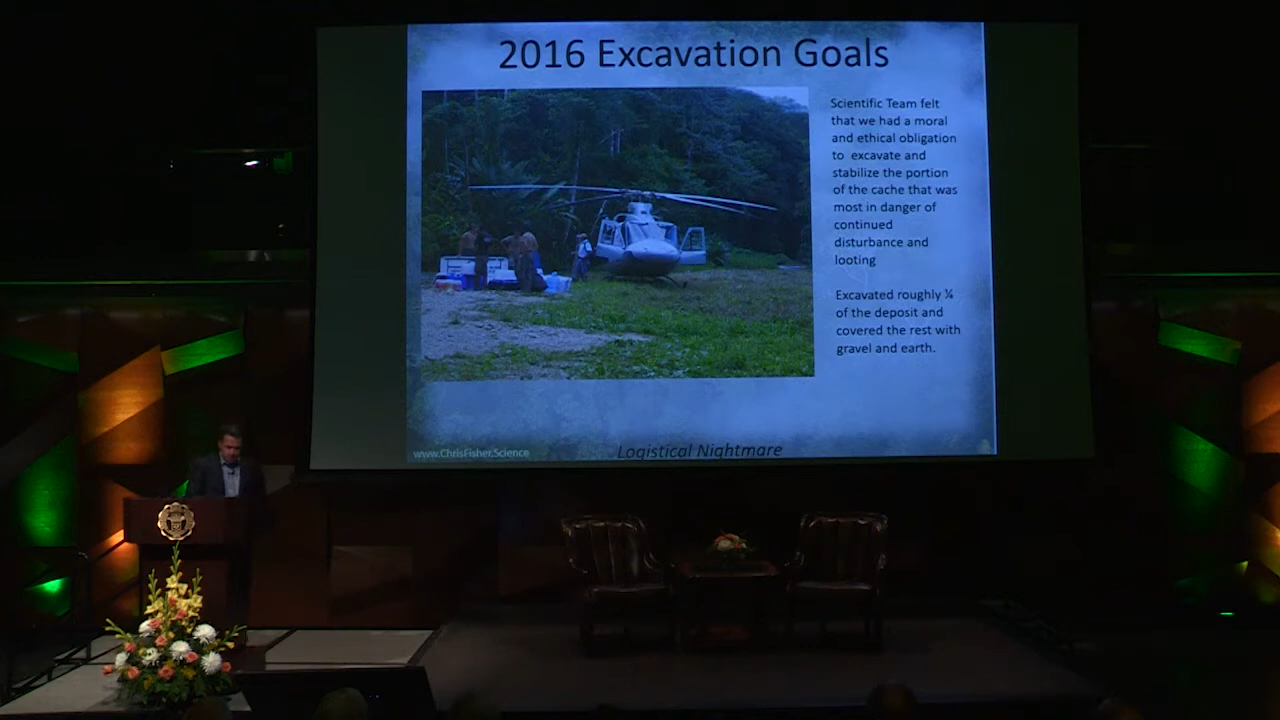 2016 Excavation Goals
Scientific Team felt
that we had a moral
and ethical obligation
to excavate and
stabilize the portion
of the cache that was
most in danger of
continued
disturbance and
looting
Excavated roughly ¼
of the deposit and
covered the rest with
gravel and earth.
www.ChrisFisher.Science
Logistical Nightmare